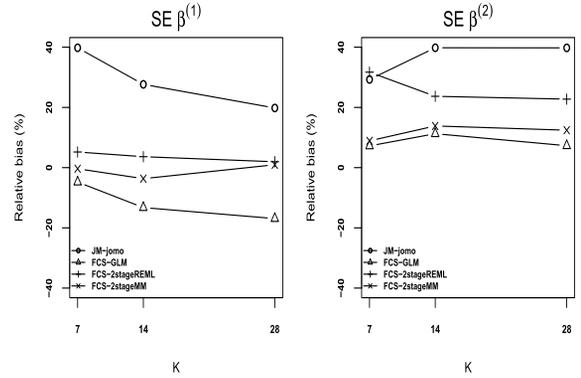 SE β(1)
Relative bias (%)
40
20
0
−20
−40
JM−jomo
FCS−GLM
FCS−2stageREML
FCS−2stageMM
7 14 28
K
SE β(2)
Relative bias (%)
40
20
0
−20
−40
JM−jomo
FCS−GLM
FCS−2stageREML
FCS−2stageMM
7 14 28
K